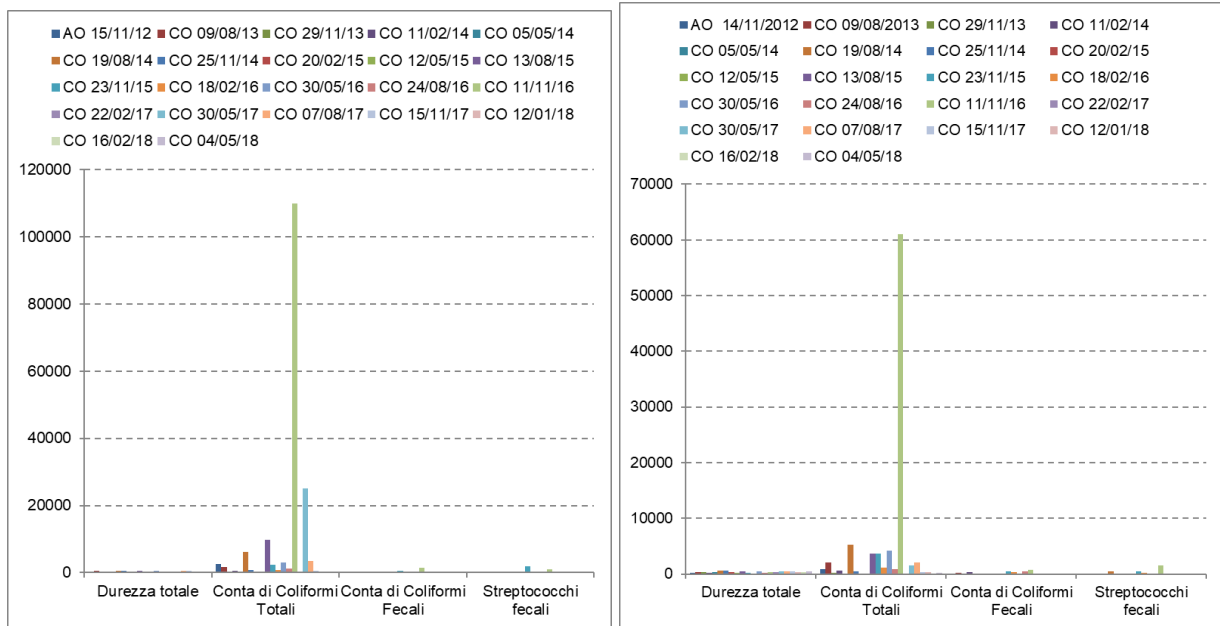 AO 15/11/12 CO 09/08/13 CO 29/11/13 CO 11/02/14 CO 05/05/14
CO 19/08/14 CO 25/11/14 CO 20/02/15 CO 12/05/15 CO 13/08/15
CO 23/11/15 CO 18/02/16 CO 30/05/16 CO 24/08/16 CO 11/11/16
CO 22/02/17 CO 30/05/17 CO 07/08/17 CO 15/11/17 CO 12/01/18
CO 16/02/18 CO 04/05/18
120000
100000
80000
60000
40000
20000
0
Durezza totale Conta di Coliformi Conta di Coliformi Streptococchi
Totali Fecali fecali
AO 14/11/2012 CO 09/08/2013 CO 29/11/13 CO 11/02/14
CO 05/05/14 CO 19/08/14 CO 25/11/14 CO 20/02/15
CO 12/05/15 CO 13/08/15 CO 23/11/15 CO 18/02/16
CO 30/05/16 CO 24/08/16 CO 11/11/16 CO 22/02/17
CO 30/05/17 CO 07/08/17 CO 15/11/17 CO 12/01/18
CO 16/02/18 CO 04/05/18
70000
60000
50000
40000
30000
20000
10000
0
Durezza totale Conta di Coliformi Conta di Coliformi Streptococchi
Totali Fecali fecali